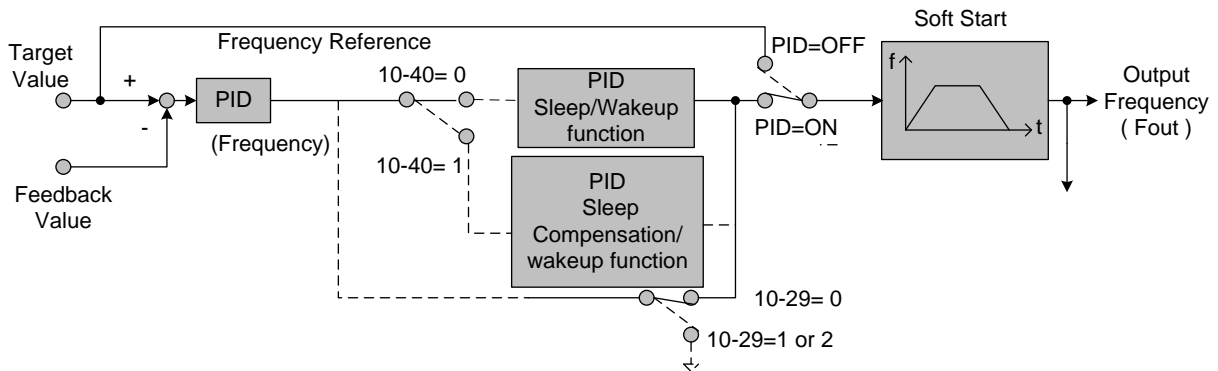 Soft Start
Frequency Reference
PID=OFF
Target
Value
+
-
PID
(Frequency)
10-40= 0
10-40= 1
PID
Sleep/Wakeup
function
PID=ON
f
t
Output
Frequency
( Fout )
Feedback
Value
PID
Sleep
Compensation/
wakeup function
10-29= 0
10-29=1 or 2